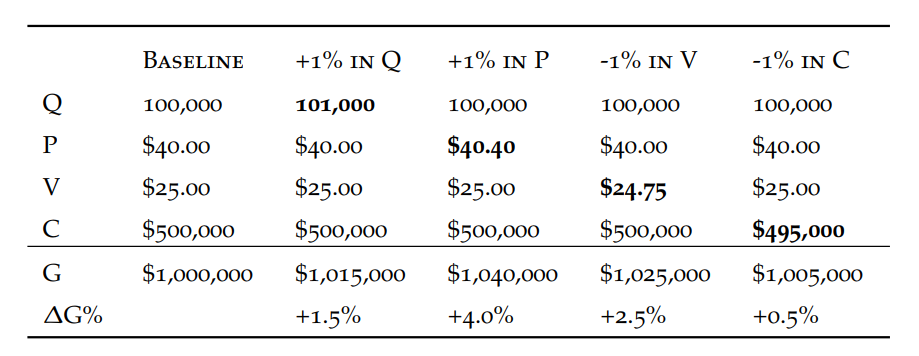 BASELINE +1% IN Q +1% IN P -1% IN V -1% IN C
Q 100,000 101,000 100,000 100,000 100,000
P $40.00 $40.00 $40.40 $40.00 $40.00
V $25.00 $25.00 $25.00 $24.75 $25.00
C $500,000 $500,000 $500,000 $500,000 $495,000
G $1,000,000 $1,015,000 $1,040,000 $1,025,000 $1,005,000
ΔG% +1.5% +4.0% +2.5% +0.5%